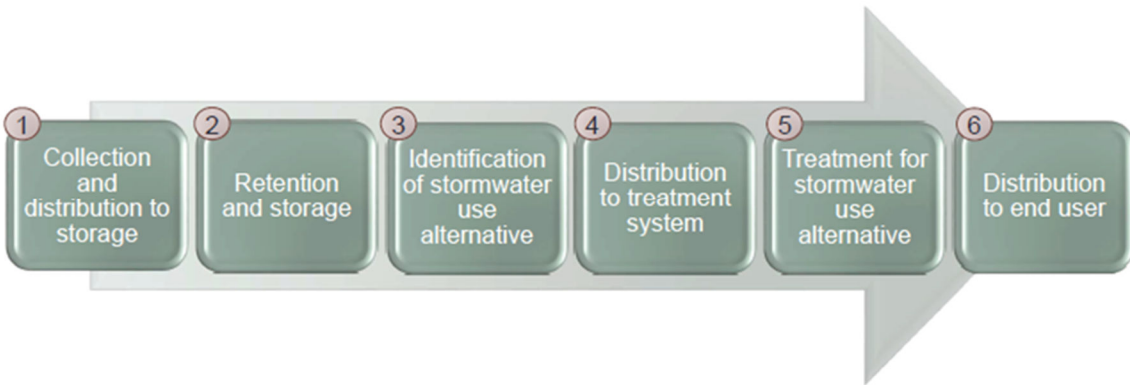 1
Collection
and
distribution to
storage
2
Retention
and storage
3
Identification
of stormwater
use
alternative
4
Distribution
to treatment
system
5
Treatment for
stormwater
use
alternative
6
Distribution
to end user